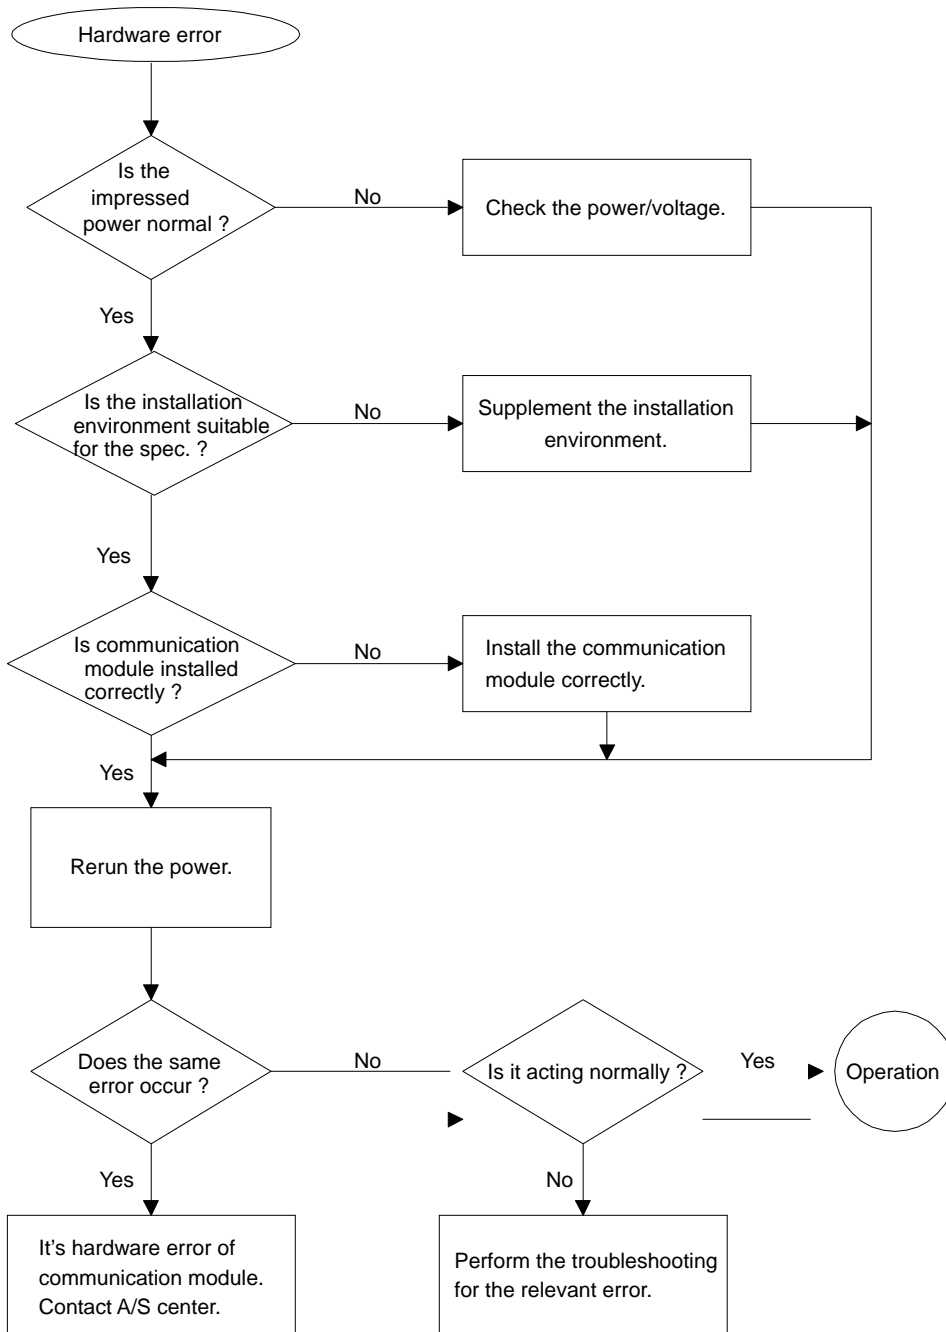 Hardware error
Is the
impressed
power normal ?
No
Check the power/voltage.
Yes
Is the installation
environment suitable
for the spec. ?
No
Supplement the installation
environment.
Yes
Is communication
module installed
correctly ?
No
Install the communication
module correctly.
Yes
Rerun the power.
Does the same
error occur ?
No
Is it acting normally ?
Yes
Operation
Yes
No
It's hardware error of
communication module.
Contact A/S center.
Perform the troubleshooting
for the relevant error.